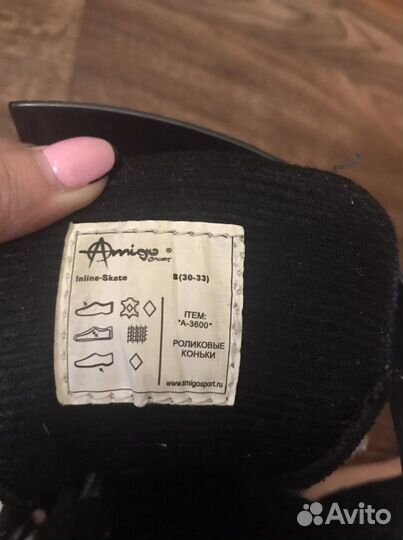 Amigo®
SPORT
Inline-Skate S(30-33)
ITEM:
"A-3600"
РОЛИКОВЫЕ
КОНЬКИ
www.amigosport.ru
Avito